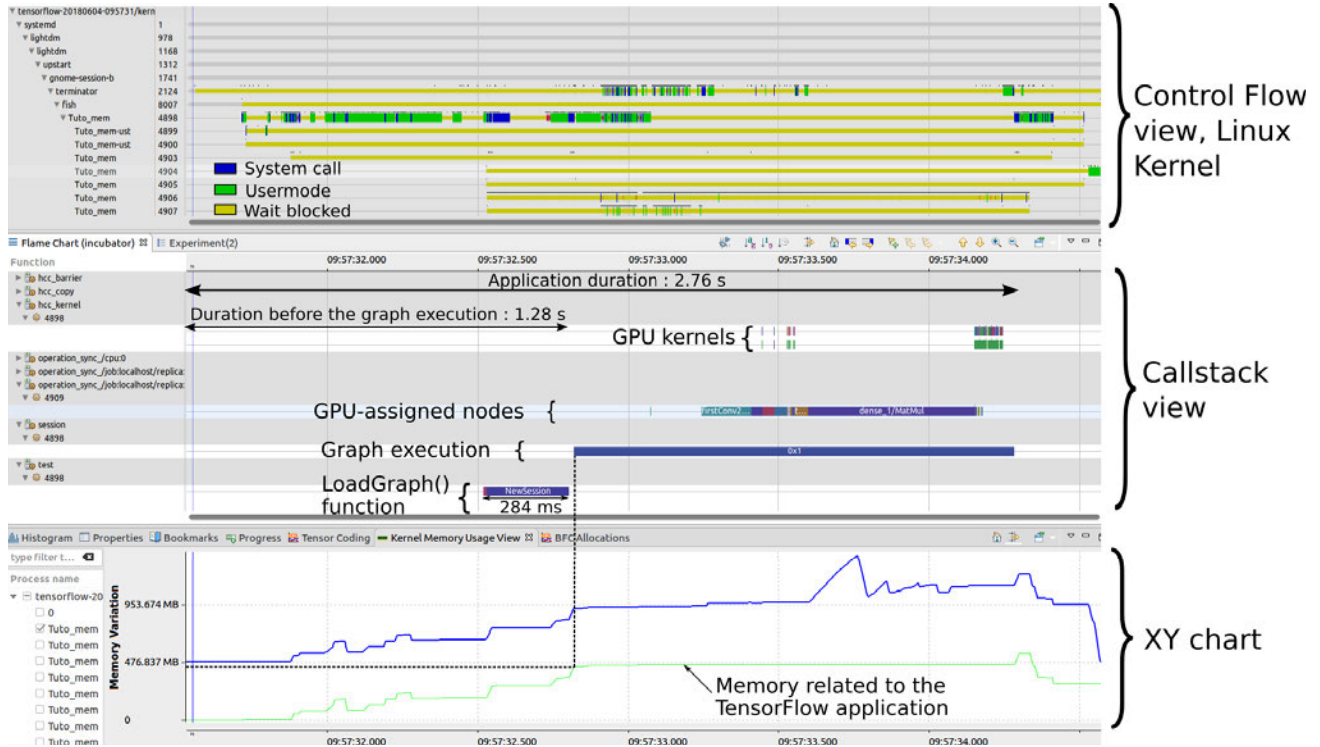 tensorflow-20180604-095731/kern
systemd 1
lightdm 978
lightdm 1168
upstart 1312
gnome-session-b 1741
terminator 2124
fish 8007
Tuto_mem 4898
Tuto_mem-ust 4899
Tuto_mem-ust 4900
Tuto_mem 4903
Tuto_mem 4904
Tuto_mem 4905
Tuto_mem 4906
Tuto_mem 4907
System call
Usermode
Wait blocked
Control Flow
view, Linux
Kernel
Flame Chart (incubator) Experiment(2)
Function
09:57:32.000 09:57:32.500 09:57:33.000 09:57:33.500 09:57:34.000
hcc_barrier
hcc_copy
hcc_kernel
4898
operation_sync_/cpu:0
operation_sync_/job:localhost/replica:
operation_sync_/job:localhost/replica:
4909
session
4898
test
4898
Application duration : 2.76 s
Duration before the graph execution : 1.28 s
GPU kernels {
GPU-assigned nodes {
firstConv2... t... dense_1/MatMul
Graph execution {
0x1
LoadGraph()
function {
NewSession
284 ms
Callstack
view
Histogram Properties Bookmarks Progress Tensor Coding Kernel Memory Usage View BFC Allocations
type filter t...
Process name
tensorflow-20
0
Tuto_mem
Tuto_mem
Tuto_mem
Tuto_mem
Tuto_mem
Tuto_mem
Tuto_mem
Tuto_mem
Memory Variation
953.674 MB
476.837 MB
0
Memory related to the
TensorFlow application
09:57:32.000 09:57:32.500 09:57:33.000 09:57:33.500 09:57:34.000
XY chart